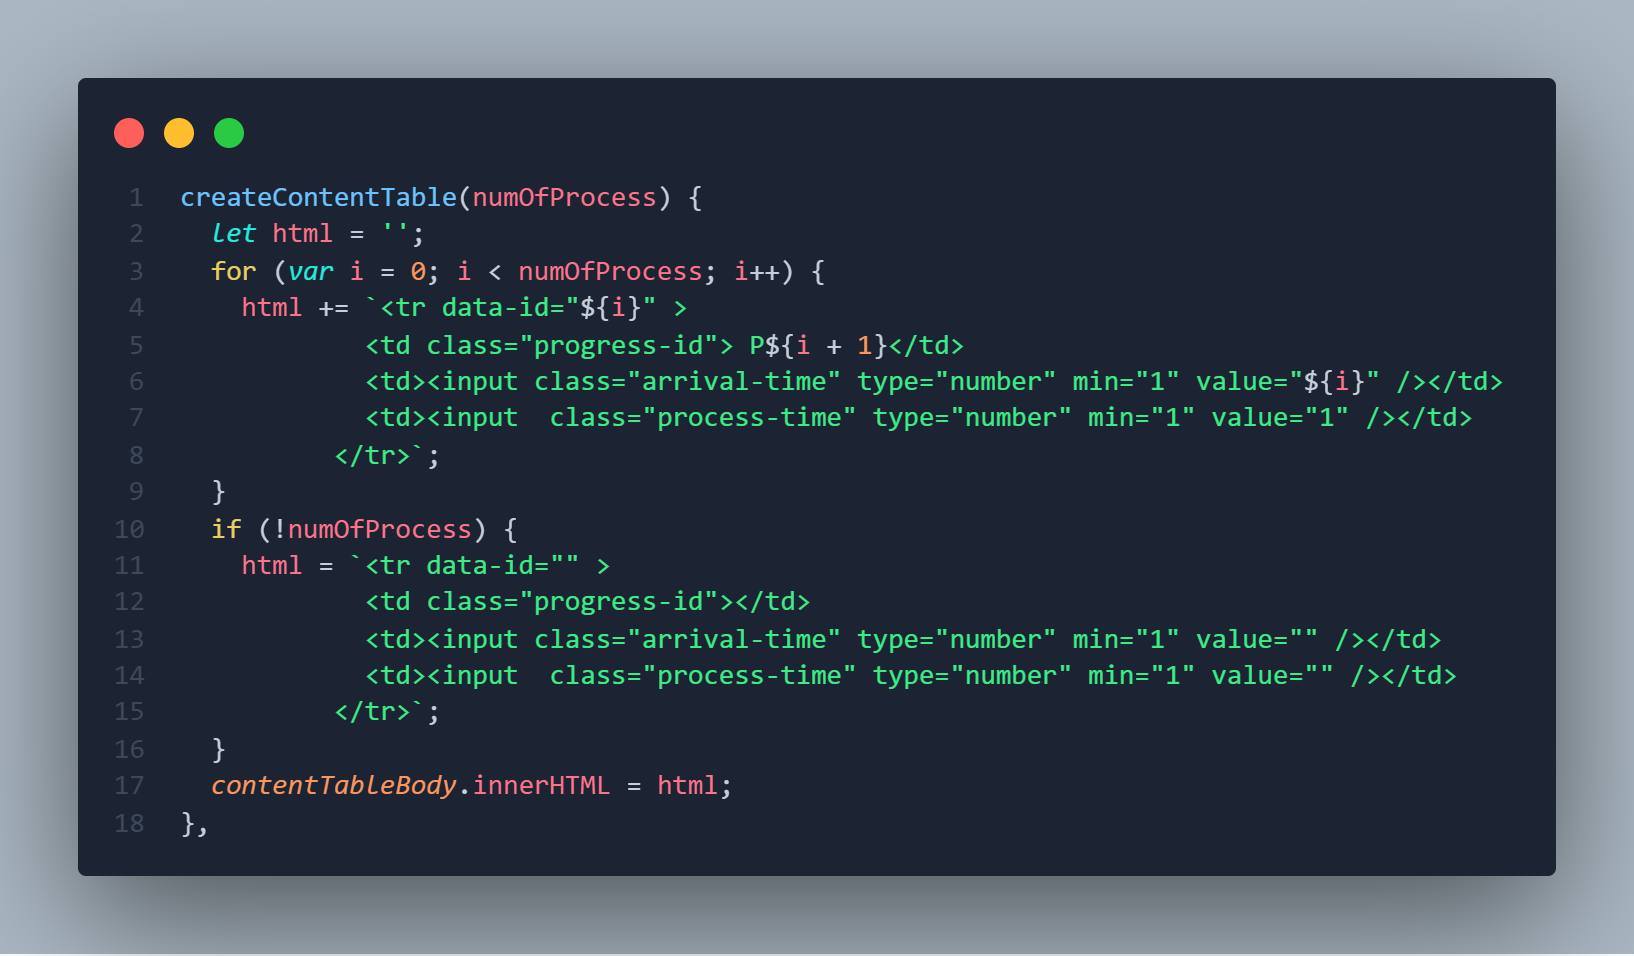 1 createContentTable(numOfProcess) {
2 let html = '';
3 for (var i = 0; i < numOfProcess; i++) {
4 html += `<tr data-id="${i}" >
5 <td class="progress-id"> P${i + 1}</td>
6 <td><input class="arrival-time" type="number" min="1" value="${i}" /></td>
7 <td><input  class="process-time" type="number" min="1" value="1" /></td>
8 </tr>`;
9 }
10 if (!numOfProcess) {
11 html = `<tr data-id="" >
12 <td class="progress-id"></td>
13 <td><input class="arrival-time" type="number" min="1" value="" /></td>
14 <td><input  class="process-time" type="number" min="1" value="" /></td>
15 </tr>`;
16 }
17 contentTableBody.innerHTML = html;
18 },